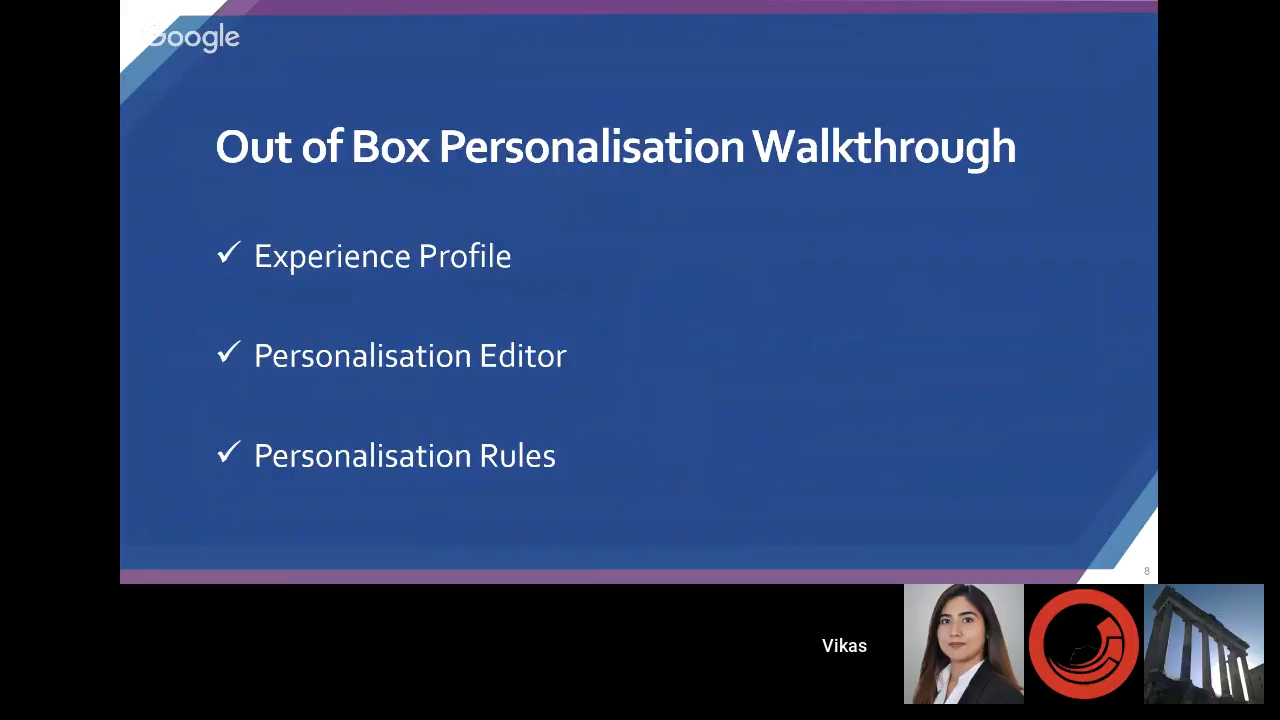 Google
Out of Box Personalisation Walkthrough
✓ Experience Profile
✓ Personalisation Editor
✓ Personalisation Rules
8
Vikas